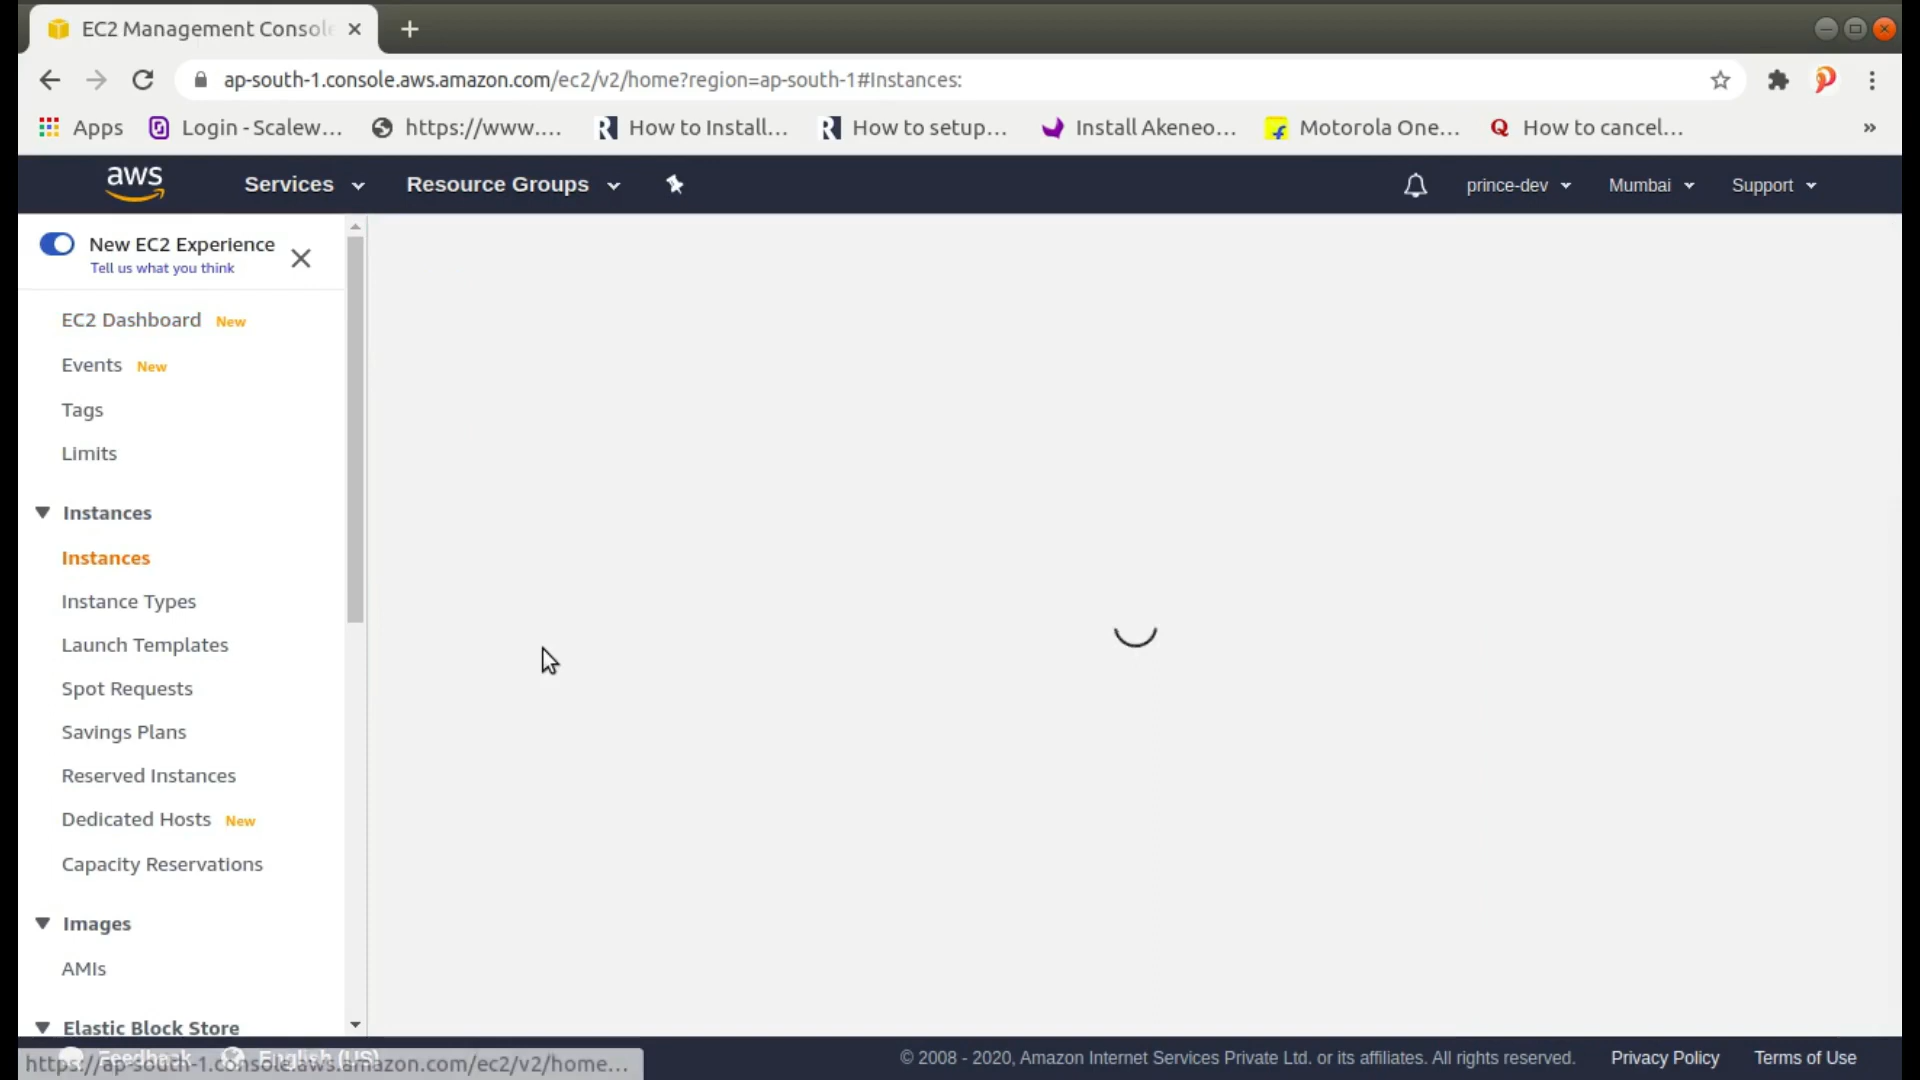 EC2 Management Console
ap-south-1.console.aws.amazon.com/ec2/v2/home?region=ap-south-1#Instances:
Apps Login - Scalew... https://www.... How to Install... How to setup... Install Akeneo... Motorola One... How to cancel... »
aws Services Resource Groups prince-dev Mumbai Support
New EC2 Experience
Tell us what you think
EC2 Dashboard New
Events New
Tags
Limits
Instances
Instances
Instance Types
Launch Templates
Spot Requests
Savings Plans
Reserved Instances
Dedicated Hosts New
Capacity Reservations
Images
AMIs
Elastic Block Store
Feedback English (US)
https://ap-south-1.console.aws.amazon.com/ec2/v2/home...
© 2008 - 2020, Amazon Internet Services Private Ltd. or its affiliates. All rights reserved. Privacy Policy Terms of Use